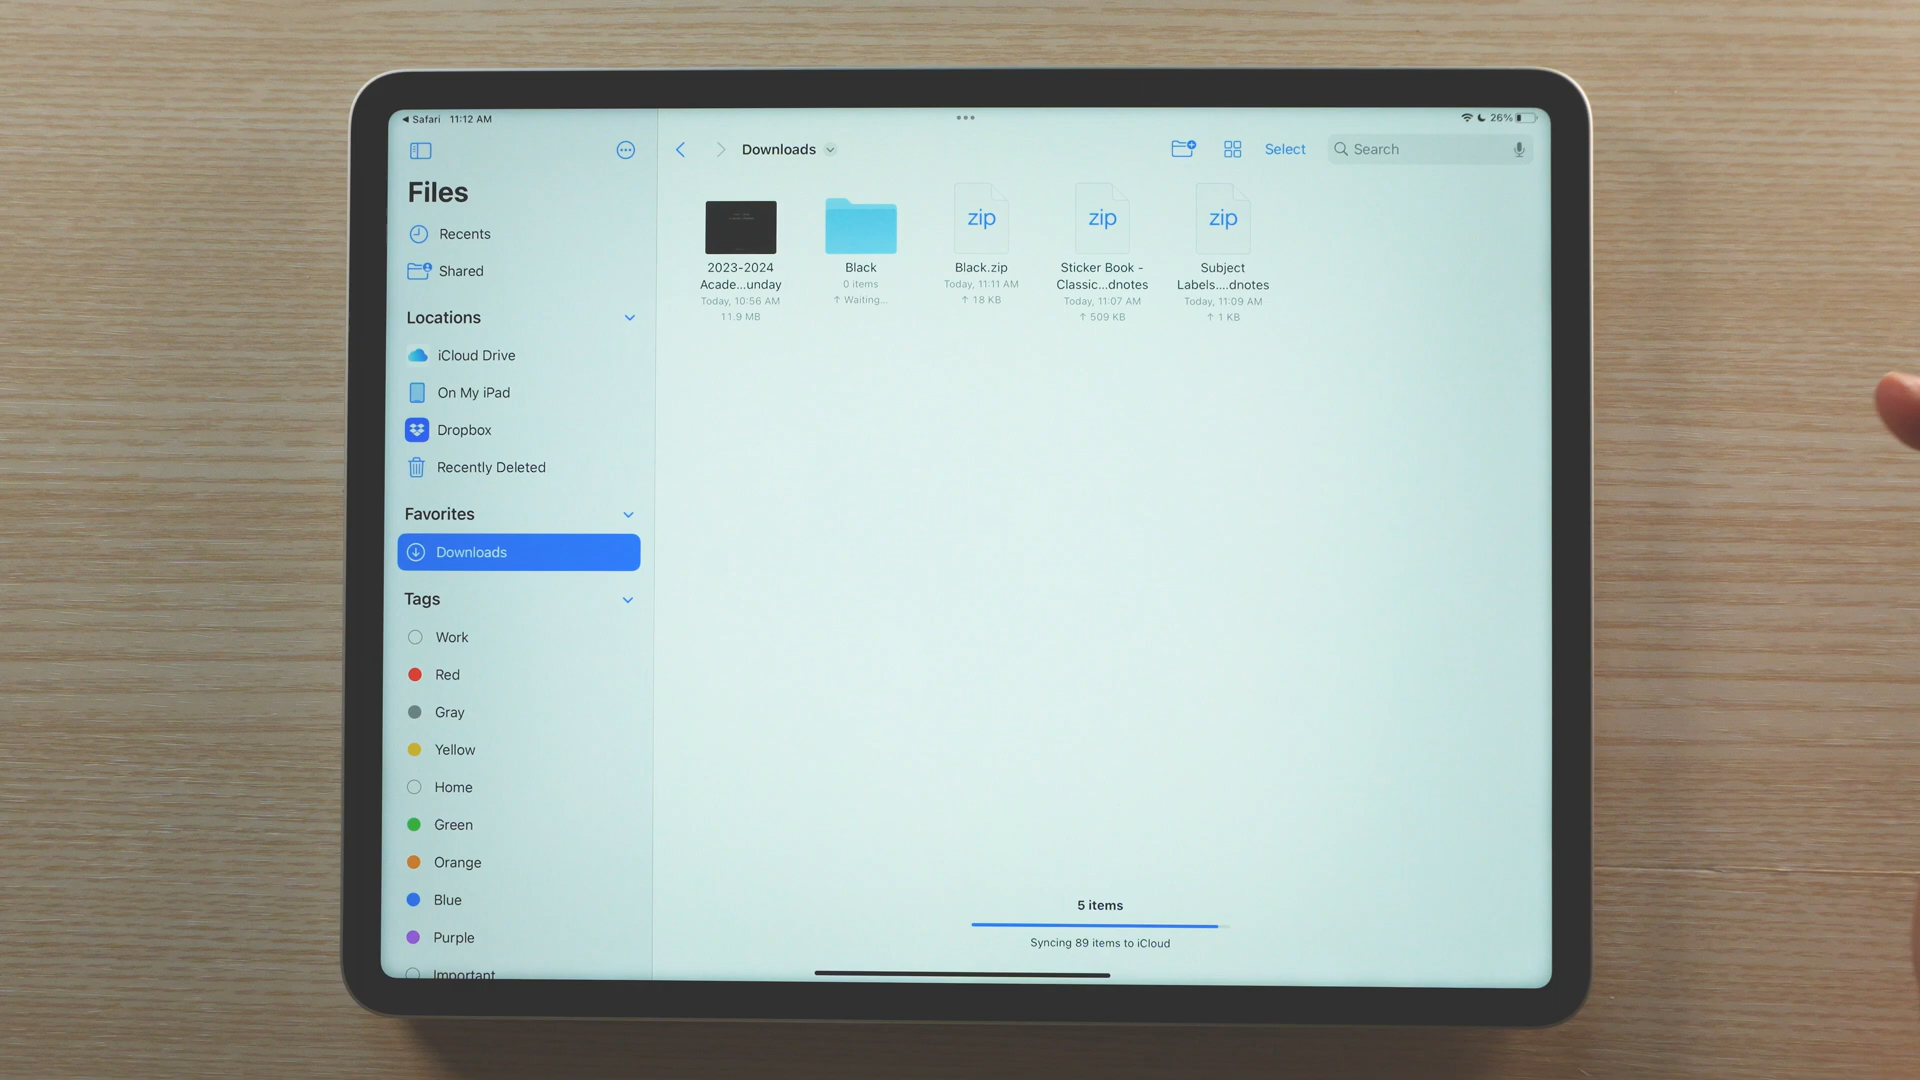 Safari 11:12 AM
26%
Files
Recents
Shared
Locations
iCloud Drive
On My iPad
Dropbox
Recently Deleted
Favorites
Downloads
Tags
Work
Red
Gray
Yellow
Home
Green
Orange
Blue
Purple
Important
Downloads
Select
Search
2023-2024
Acade...unday
Today, 10:56 AM
11.9 MB
Black
0 items
↑ Waiting...
zip
Black.zip
Today, 11:11 AM
↑ 18 KB
zip
Sticker Book -
Classic...dnotes
Today, 11:07 AM
↑ 509 KB
zip
Subject
Labels....dnotes
Today, 11:09 AM
↑ 1 KB
5 items
Syncing 89 items to iCloud